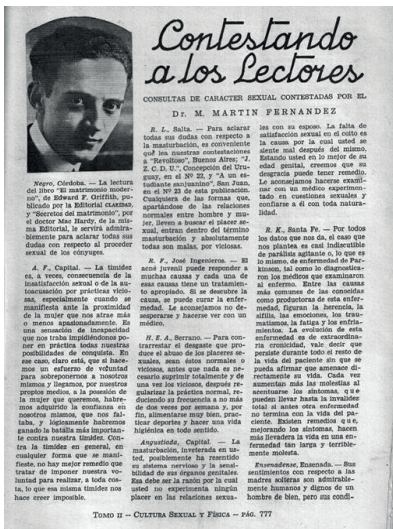 Contestando
a los Lectores
CONSULTAS DE CARACTER SEXUAL CONTESTADAS POR EL
Dr. M. MARTIN FERNANDEZ
Negro, Córdoba. — La lectura
del libro "El matrimonio moder-
no", de Edward F. Griffith, pu-
blicado por la Editorial CLARIDAD,
y "Secretos del matrimonio", por
el doctor Mac Hardy, de la mis-
ma Editorial, le servirá admira-
blemente para aclarar todas sus
dudas con respecto al proceder
sexual de los cónyuges.
A. F., Capital. — La timidez
es, a veces, consecuencia de la
insatisfacción sexual o de la au-
toacusación por prácticas vicio-
sas, especialmente cuando se
manifiesta ante la proximidad
de la mujer que nos atrae más
o menos apasionadamente. Es
una sensación de incapacidad
que nos traba impidiéndonos po-
ner en práctica todas nuestras
posibilidades de conquista. En
ese caso, claro está, que si hace-
mos un esfuerzo de voluntad
para sobreponernos a nosotros
mismos y llegamos, por nuestros
propios medios, a la posesión de
la mujer que queremos, habre-
mos adquirido la confianza en
nosotros mismos, que nos fal-
taba, y lógicamente habremos
ganado la batalla más importan-
te contra nuestra timidez. Con-
tra la timidez en general, en
cualquier forma que se mani-
fieste, no hay mejor remedio que
tratar de imponer nuestra vo-
luntad para realizar, a toda cos-
ta, lo que esa misma timidez nos
hace creer imposible.
R. L., Salta. — Para aclarar
todas sus dudas con respecto a
la masturbación, es conveniente
que lea nuestras contestaciones
a "Revoltoso", Buenos Aires; "J.
Z. C. D. U.", Concepción del Uru-
guay, en el Nº 22, y "A un es-
tudiante sanjuanino", San Juan,
en el Nº 23 de esta publicación.
Cualquiera de las formas que,
apartándose de las relaciones
normales entre hombre y mu-
jer, lleven a buscar el placer se-
xual, entran dentro del término
masturbación y absolutamente
todas son malas, por viciosas.
R. F., José Ingenieros. — El
acné juvenil puede responder a
muchas causas y cada una de
esas causas tiene un tratamien-
to apropiado. Si se descubre la
causa, se puede curar la enfer-
medad. Le aconsejamos no des-
esperarse y hacerse ver con un
médico.
H. E. A., Serrano. — Para con-
trarrestar el desgaste que pro-
duce el abuso de los placeres se-
xuales, sean éstos normales o
viciosos, antes que nada es ne-
cesario suprimir totalmente y de
una vez los viciosos, después re-
gularizar la práctica normal, re-
duciendo su frecuencia a no más
de dos veces por semana y, por
fin, alimentarse muy bien, practi-
car deportes y hacer una vida
higiénica en todo sentido.
Angustiada, Capital. — La
masturbación, inveterada en us-
ted, posiblemente ha resentido
su sistema nervioso y la sensibi-
lidad de sus órganos genitales.
Esa debe ser la razón por la cual
usted no experimenta ningún
placer en las relaciones sexua-
les con su esposo. La falta de
satisfacción sexual en el coito es
la causa por la cual usted se
siente mal después del mismo.
Estando usted en lo mejor de su
edad genital, creemos que su
desgracia puede tener remedio.
Le aconsejamos hacerse exami-
nar con un médico experimen-
tado en cuestiones sexuales y
confiarse a él con toda natura-
lidad.
R. K., Santa Fe. — Por todos
los datos que nos da, el caso que
nos plantea es casi indiscutible
de parálisis agitante o, lo que es
lo mismo, de enfermedad de Par-
kinson, tal como lo diagnostica-
ron los médicos que examinaron
al enfermo. Entre las causas
más comunes de las conocidas
como productoras de esta enfer-
medad, figuran la herencia, la
sífilis, las emociones, los trau-
matismos, la fatiga y los enfria-
mientos. La evolución de esta
enfermedad es de extraordina-
ria cronicidad, vale decir que
persiste durante todo el resto de
la vida del paciente sin que se
pueda afirmar que amenace di-
rectamente su vida. Cada vez
aumentan más las molestias al
acentuarse los síntomas, que
pueden llevar hasta la invalidez
total si antes otra enfermedad
no termina con la vida del pa-
ciente. Existen remedios que,
mejorando los síntomas, hacen
más llevadera la vida en una en-
fermedad tan larga y terrible-
mente molesta.
Ensenadense, Ensenada. — Sus
sentimientos con respecto a las
madres solteras son admirable-
mente humanos y dignos de un
hombre de bien, pero sus condi-
TOMO II – CULTURA SEXUAL Y FÍSICA – PÁG. 777